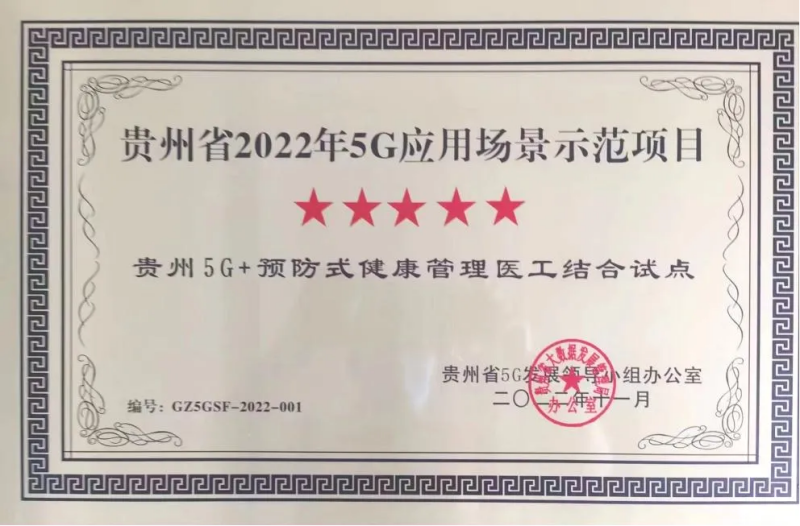 贵州省2022年5G应用场景示范项目
★★★★★
贵州5G+预防式健康管理医工结合试点
贵州省5G发展领导小组办公室
二〇二二年十一月
编号：GZ5GSF-2022-001
办公室